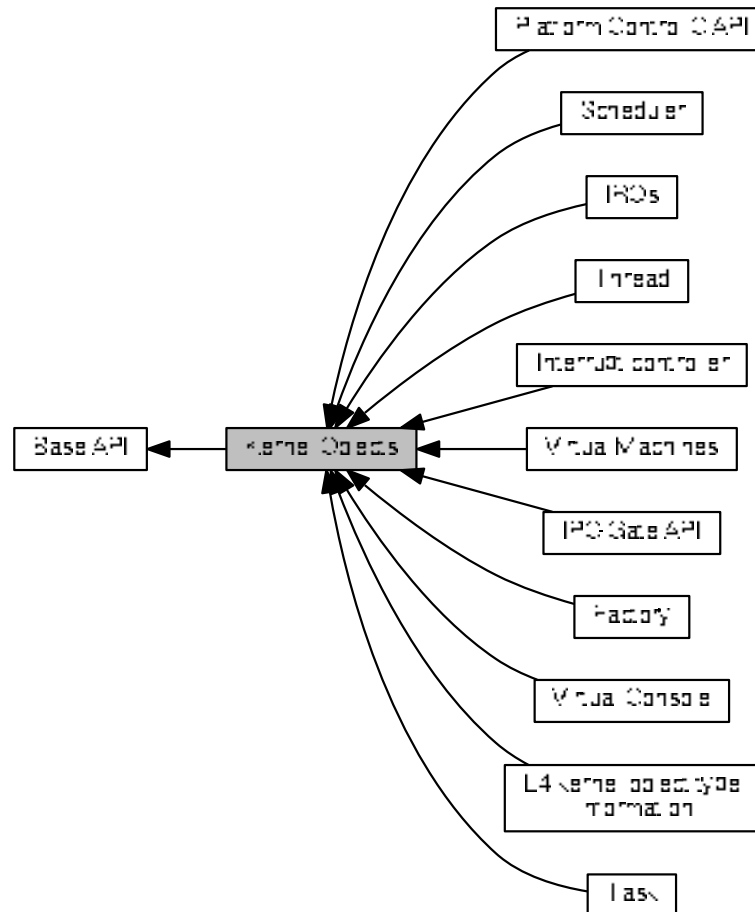 Platform Control C API
Scheduler
IRQs
Thread
Interrupt controller
Base API
Kernel Objects
Virtual Machines
IPC-Gate API
Factory
Virtual Console
L4 kernel object type
information
Task